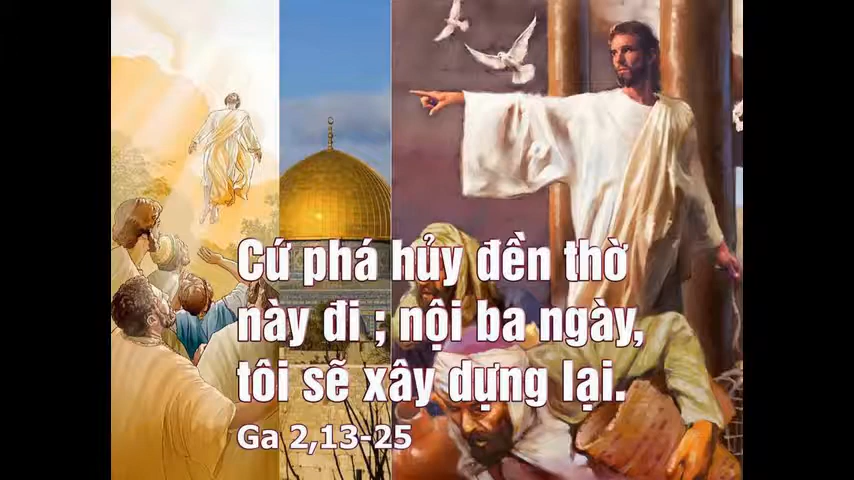 Cứ phá hủy đền thờ
này đi ; nội ba ngày,
tôi sẽ xây dựng lại.
Ga 2,13-25